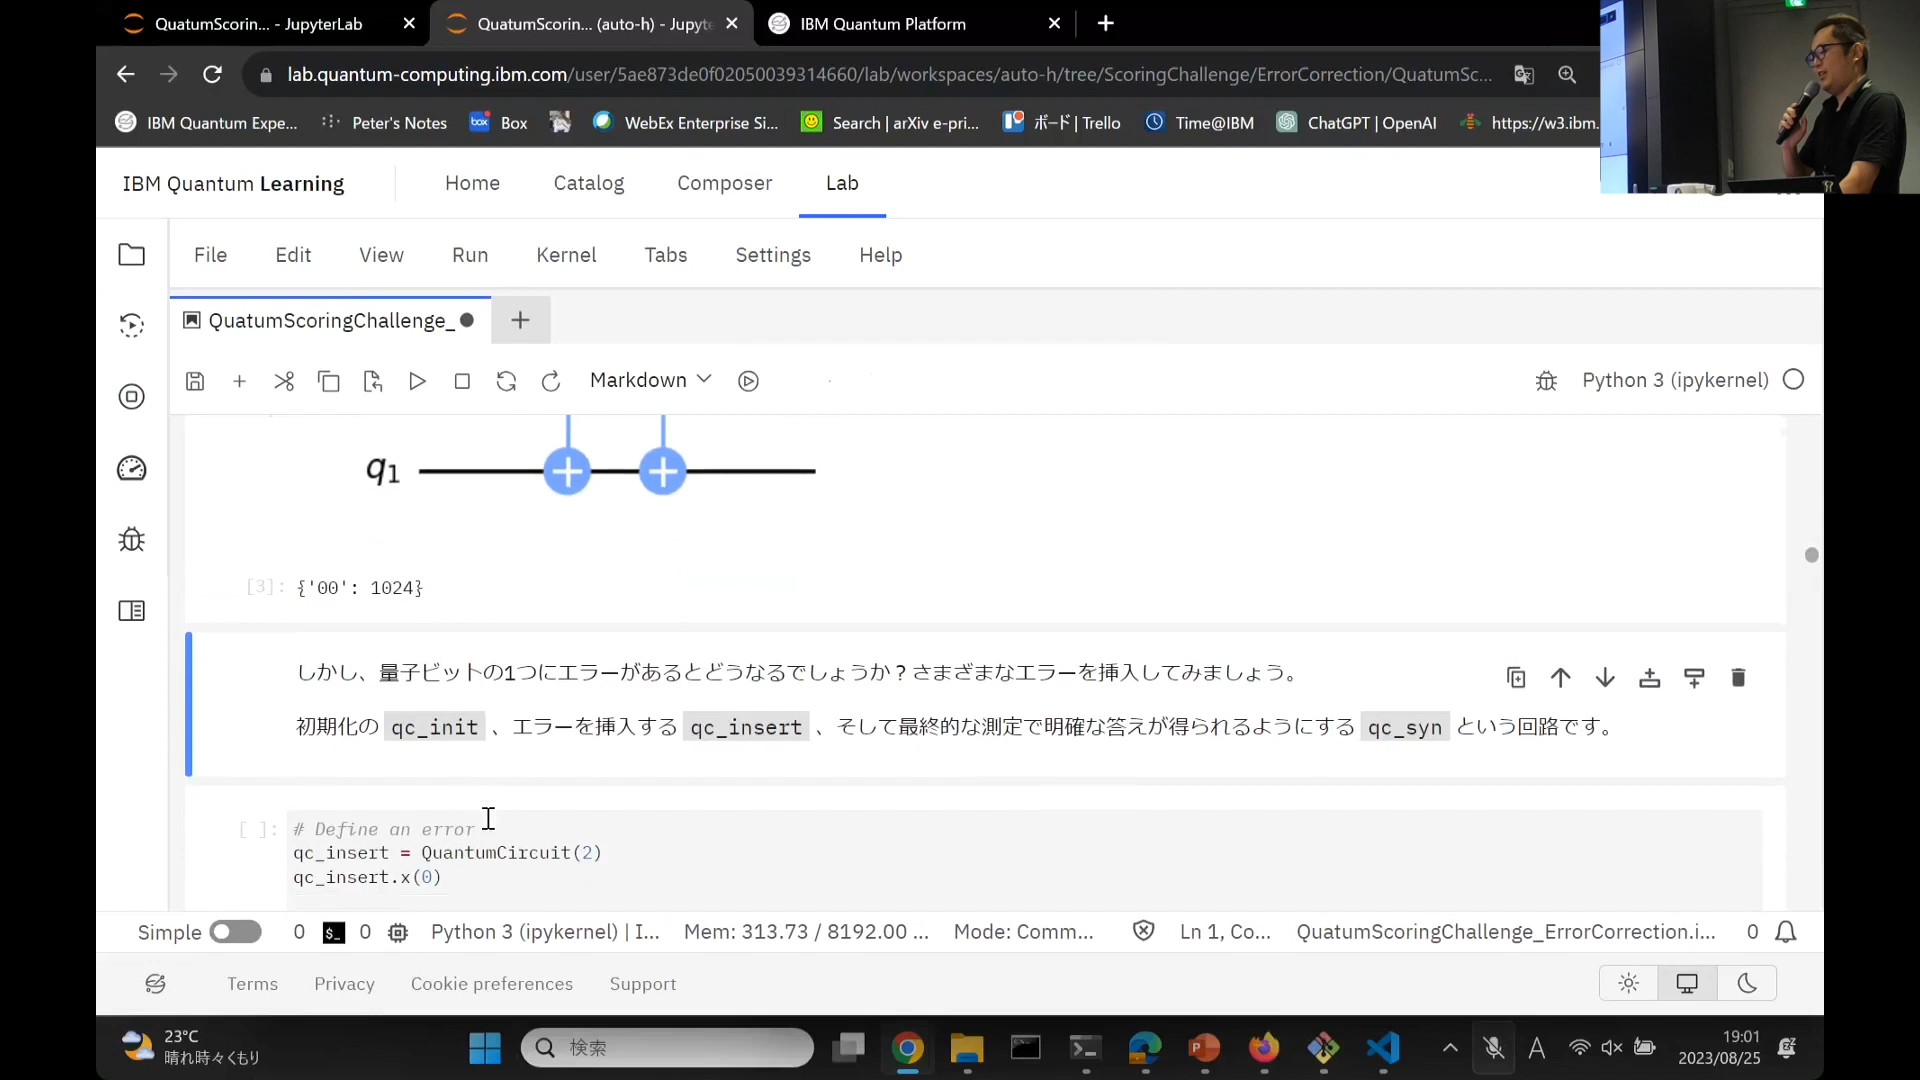 QuatumScorin... - JupyterLab
QuatumScorin... (auto-h) - Jupyte
IBM Quantum Platform
lab.quantum-computing.ibm.com/user/5ae873de0f02050039314660/lab/workspaces/auto-h/tree/ScoringChallenge/ErrorCorrection/QuatumSc...
IBM Quantum Expe... Peter's Notes Box WebEx Enterprise Si... Search | arXiv e-pri... ボード | Trello Time@IBM ChatGPT | OpenAI https://w3.ibm.
IBM Quantum Learning Home Catalog Composer Lab
File Edit View Run Kernel Tabs Settings Help
QuatumScoringChallenge_
Markdown Python 3 (ipykernel)
q1
[3]: {'00': 1024}
しかし、量子ビットの1つにエラーがあるとどうなるでしょうか？さまざまなエラーを挿入してみましょう。
初期化の qc_init 、エラーを挿入する qc_insert 、そして最終的な測定で明確な答えが得られるようにする qc_syn という回路です。
[ ]: # Define an error
qc_insert = QuantumCircuit(2)
qc_insert.x(0)
Simple 0 $_ 0 Python 3 (ipykernel) | I... Mem: 313.73 / 8192.00 ... Mode: Comm... Ln 1, Co... QuatumScoringChallenge_ErrorCorrection.i... 0
Terms Privacy Cookie preferences Support
23°C
晴れ時々くもり
検索
A
19:01
2023/08/25